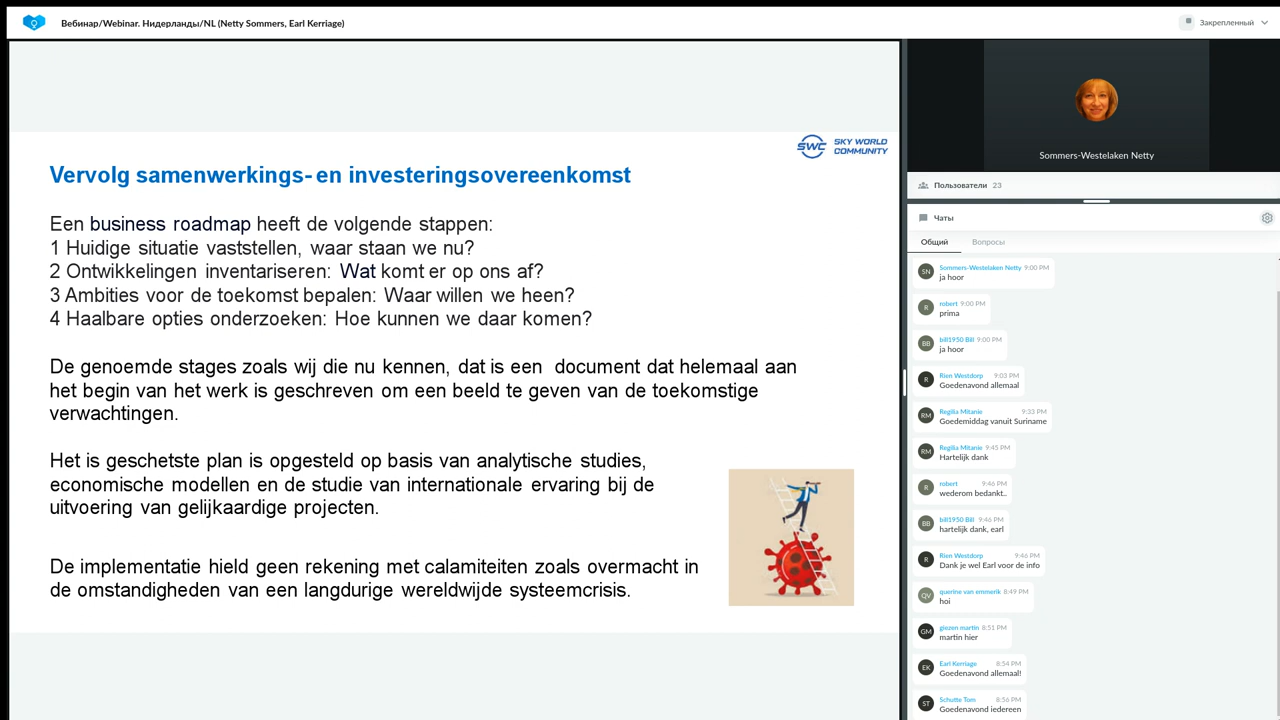 Вебинар/Webinar. Нидерланды/NL (Netty Sommers, Earl Kerriage)
Закрепленный
SWC SKY WORLD
COMMUNITY
Vervolg samenwerkings- en investeringsovereenkomst
Een business roadmap heeft de volgende stappen:
1 Huidige situatie vaststellen, waar staan we nu?
2 Ontwikkelingen inventariseren: Wat komt er op ons af?
3 Ambities voor de toekomst bepalen: Waar willen we heen?
4 Haalbare opties onderzoeken: Hoe kunnen we daar komen?
De genoemde stages zoals wij die nu kennen, dat is een document dat helemaal aan
het begin van het werk is geschreven om een beeld te geven van de toekomstige
verwachtingen.
Het is geschetste plan is opgesteld op basis van analytische studies,
economische modellen en de studie van internationale ervaring bij de
uitvoering van gelijkaardige projecten.
De implementatie hield geen rekening met calamiteiten zoals overmacht in
de omstandigheden van een langdurige wereldwijde systeemcrisis.
Sommers-Westelaken Netty
Пользователи 23
Чаты
Общий Вопросы
SN Sommers-Westelaken Netty 9:00 PM
ja hoor
R robert 9:00 PM
prima
BB bill1950 Bill 9:00 PM
ja hoor
R Rien Westdorp 9:03 PM
Goedenavond allemaal
RM Regilia Mitanie 9:33 PM
Goedemiddag vanuit Suriname
RM Regilia Mitanie 9:45 PM
Hartelijk dank
R robert 9:46 PM
wederom bedankt..
BB bill1950 Bill 9:46 PM
hartelijk dank, earl
R Rien Westdorp 9:46 PM
Dank je wel Earl voor de info
QV querine van emmerik 8:49 PM
hoi
GM giezen martin 8:51 PM
martin hier
EK Earl Kerriage 8:54 PM
Goedenavond allemaal!
ST Schutte Tom 8:56 PM
Goedenavond iedereen